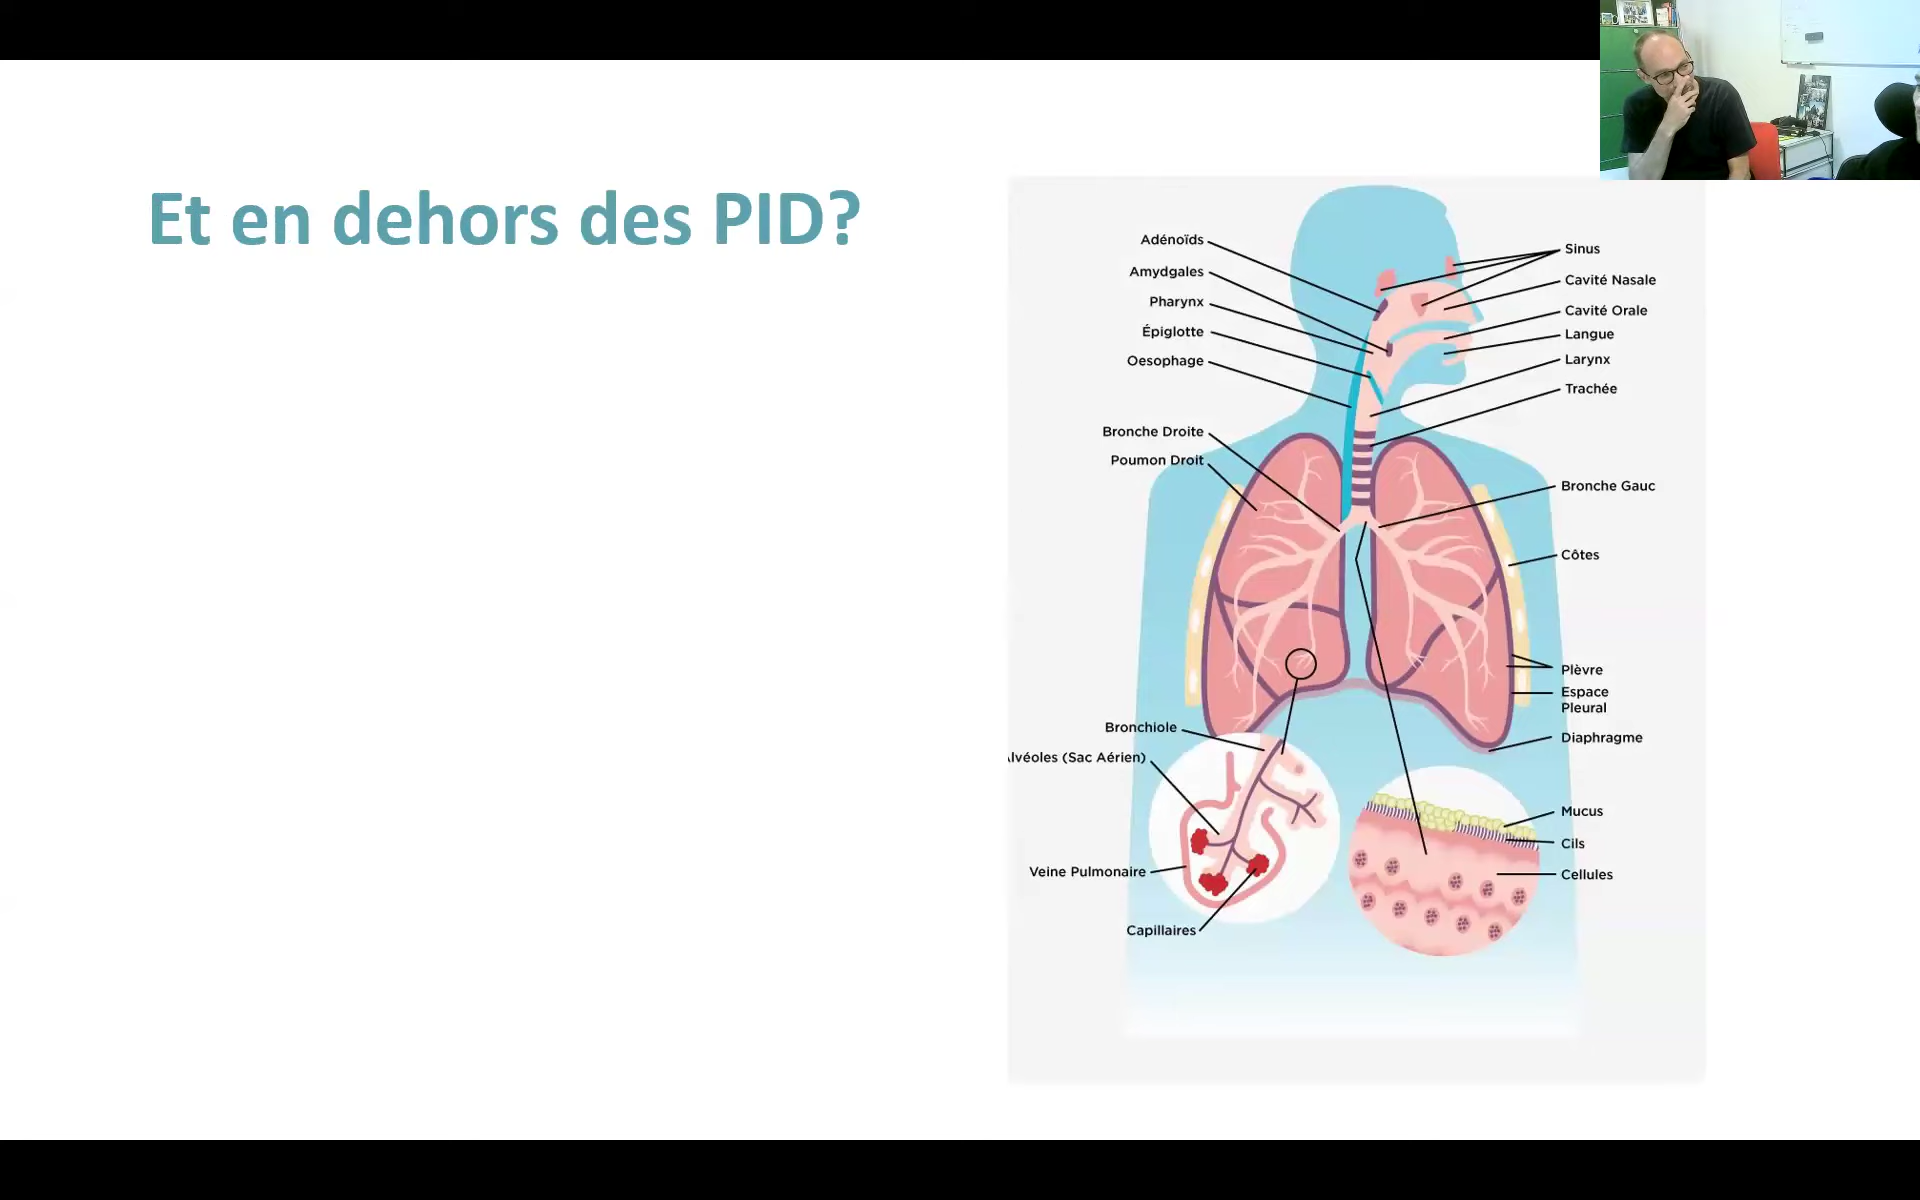 Et en dehors des PID?
Adénoïds
Amydgales
Pharynx
Épiglotte
Oesophage
Bronche Droite
Poumon Droit
Bronchiole
lvéoles (Sac Aérien)
Veine Pulmonaire
Capillaires
Sinus
Cavité Nasale
Cavité Orale
Langue
Larynx
Trachée
Bronche Gauc
Côtes
Plèvre
Espace
Pleural
Diaphragme
Mucus
Cils
Cellules